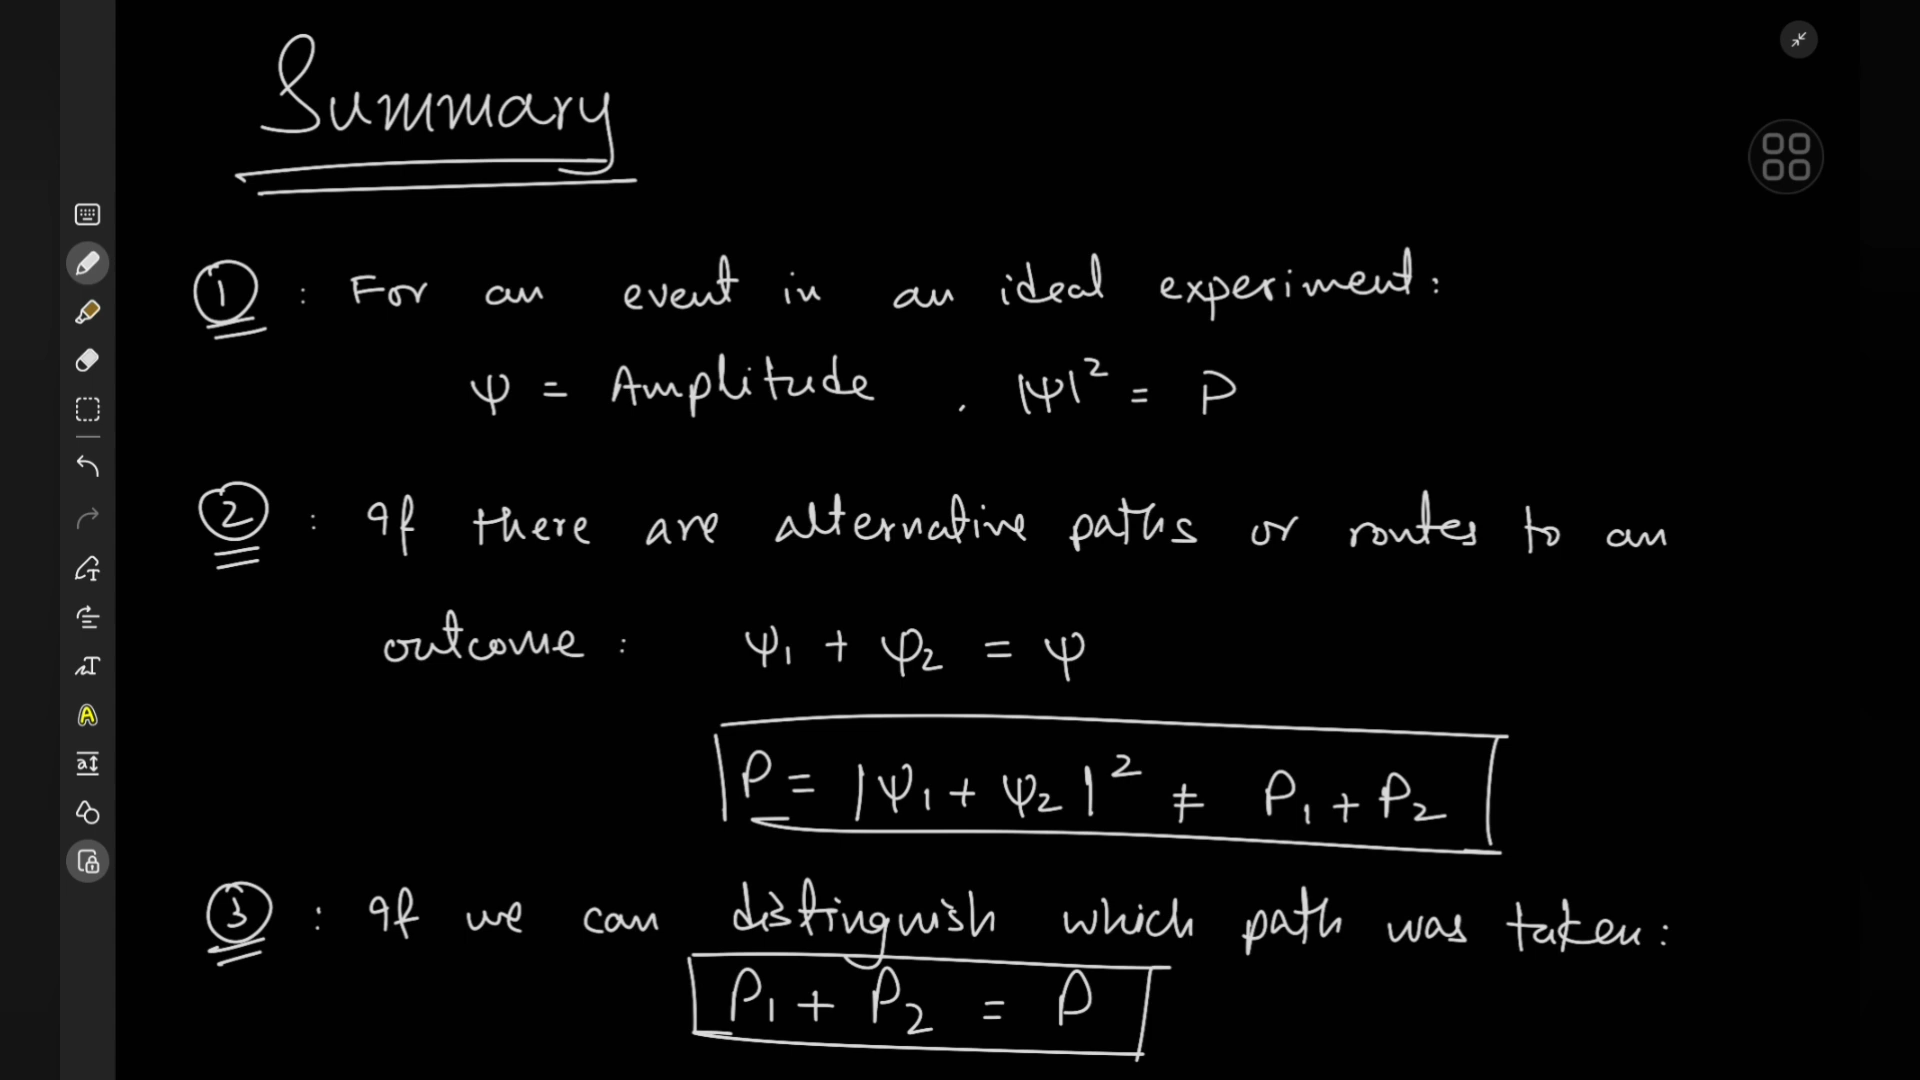 Summary
① : For an event in an ideal experiment:
ψ = Amplitude . |ψ|² = P
② : If there are alternative paths or routes to an
outcome : ψ₁ + ψ₂ = ψ
P = |ψ₁ + ψ₂|² ≠ P₁ + P₂
③ : If we can distinguish which path was taken:
P₁ + P₂ = P